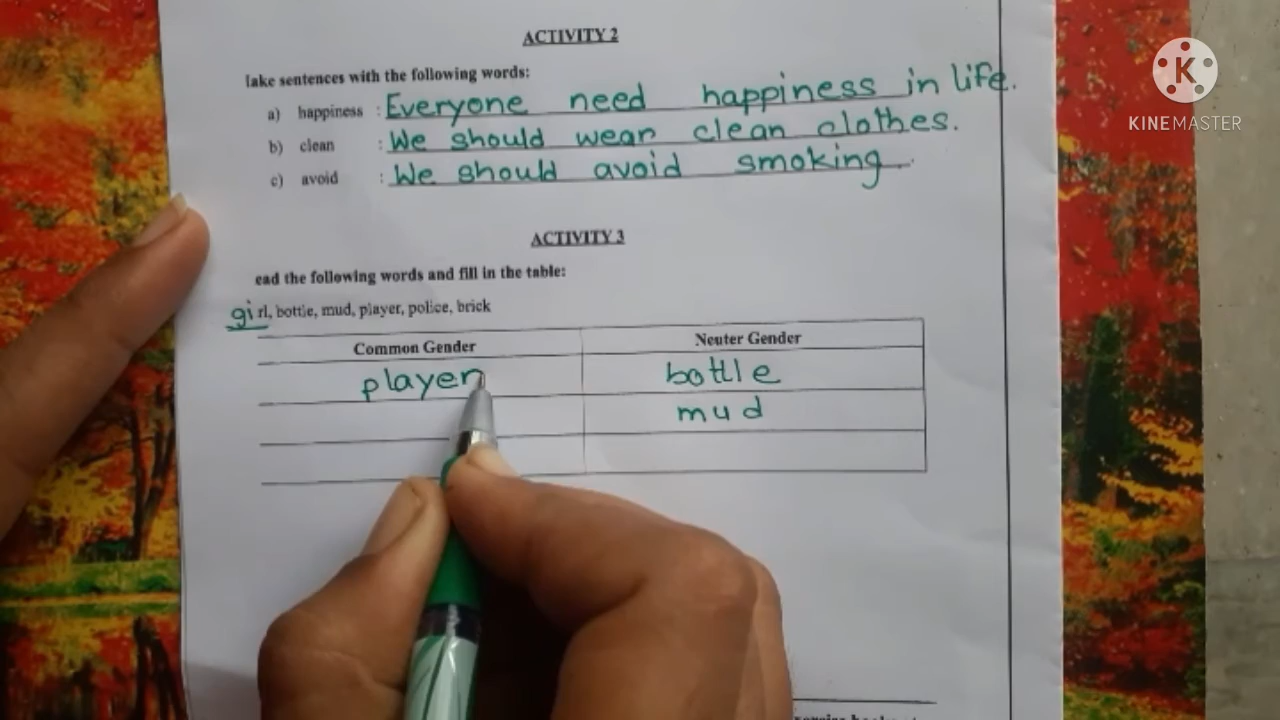 ACTIVITY 2
lake sentences with the following words:
a) happiness : Everyone need happiness in life.
b) clean : We should wear clean clothes.
c) avoid : We should avoid smoking.
ACTIVITY 3
ead the following words and fill in the table:
girl, bottle, mud, player, police, brick
Common Gender Neuter Gender
player bottle
mud
K
KINEMASTER